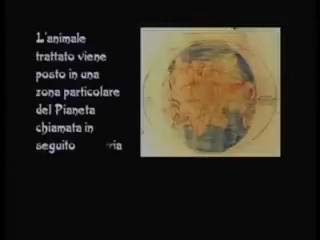 L'animale
trattato viene
posto in una
zona particolare
del Pianeta
chiamata in
seguito